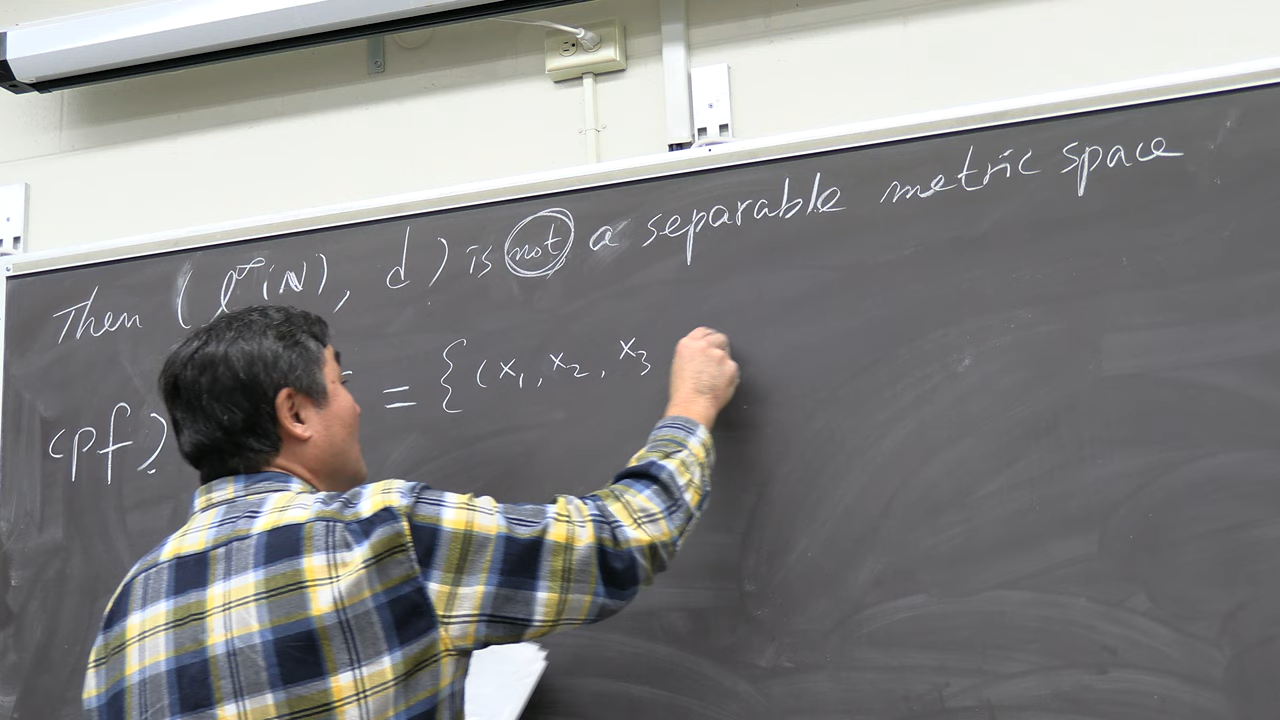 Then (ℓ^∞(ℕ), d) is not a separable metric space
(pf) = {(x₁, x₂, x₃